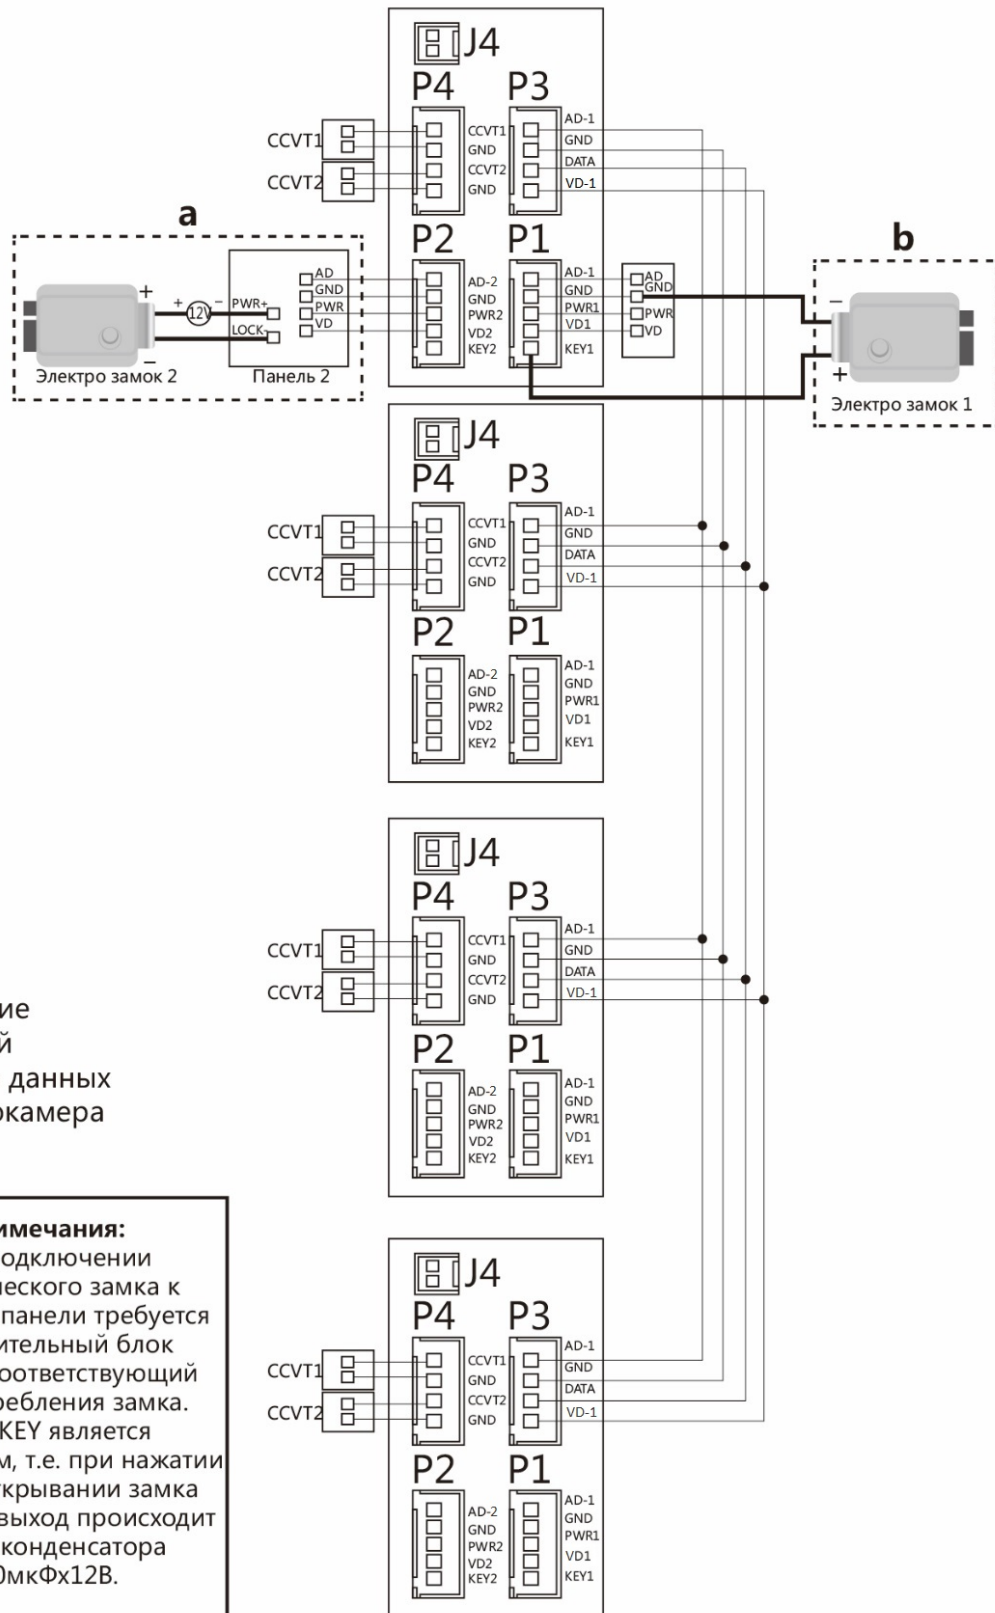 J4
P4 P3
CCVT1
CCVT2
CCVT1
GND
CCVT2
GND
AD-1
GND
DATA
VD-1
a
b
P2 P1
AD-2
GND
PWR2
VD2
KEY2
AD-1
GND
PWR1
VD1
KEY1
AD
GND
PWR
VD
AD
GND
PWR
VD
+
+ 12V −
PWR+
LOCK-
−
Электро замок 2
Панель 2
−
+
Электро замок 1
J4
P4 P3
CCVT1
CCVT2
CCVT1
GND
CCVT2
GND
AD-1
GND
DATA
VD-1
P2 P1
AD-2
GND
PWR2
VD2
KEY2
AD-1
GND
PWR1
VD1
KEY1
J4
P4 P3
CCVT1
CCVT2
CCVT1
GND
CCVT2
GND
AD-1
GND
DATA
VD-1
P2 P1
AD-2
GND
PWR2
VD2
KEY2
AD-1
GND
PWR1
VD1
KEY1
ие
й
данных
окамера
имечания:
одключении
ческого замка к
панели требуется
ительный блок
оответствующий
ребления замка.
KEY является
м, т.е. при нажатии
ткрывании замка
выход происходит
конденсатора
0мкФх12В.
J4
P4 P3
CCVT1
CCVT2
CCVT1
GND
CCVT2
GND
AD-1
GND
DATA
VD-1
P2 P1
AD-2
GND
PWR2
VD2
KEY2
AD-1
GND
PWR1
VD1
KEY1